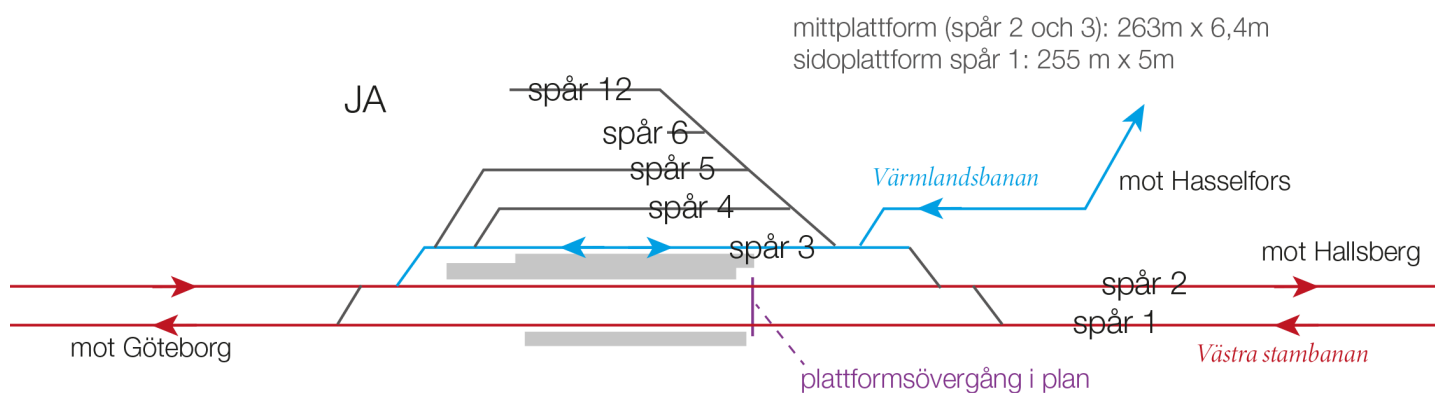 mittplattform (spår 2 och 3): 263m x 6,4m
sidoplattform spår 1: 255 m x 5m
JA
spår 12
spår 6
spår 5
Värmlandsbanan
mot Hasselfors
spår 4
spår 3
mot Hallsberg
spår 2
spår 1
mot Göteborg
Västra stambanan
plattformsövergång i plan